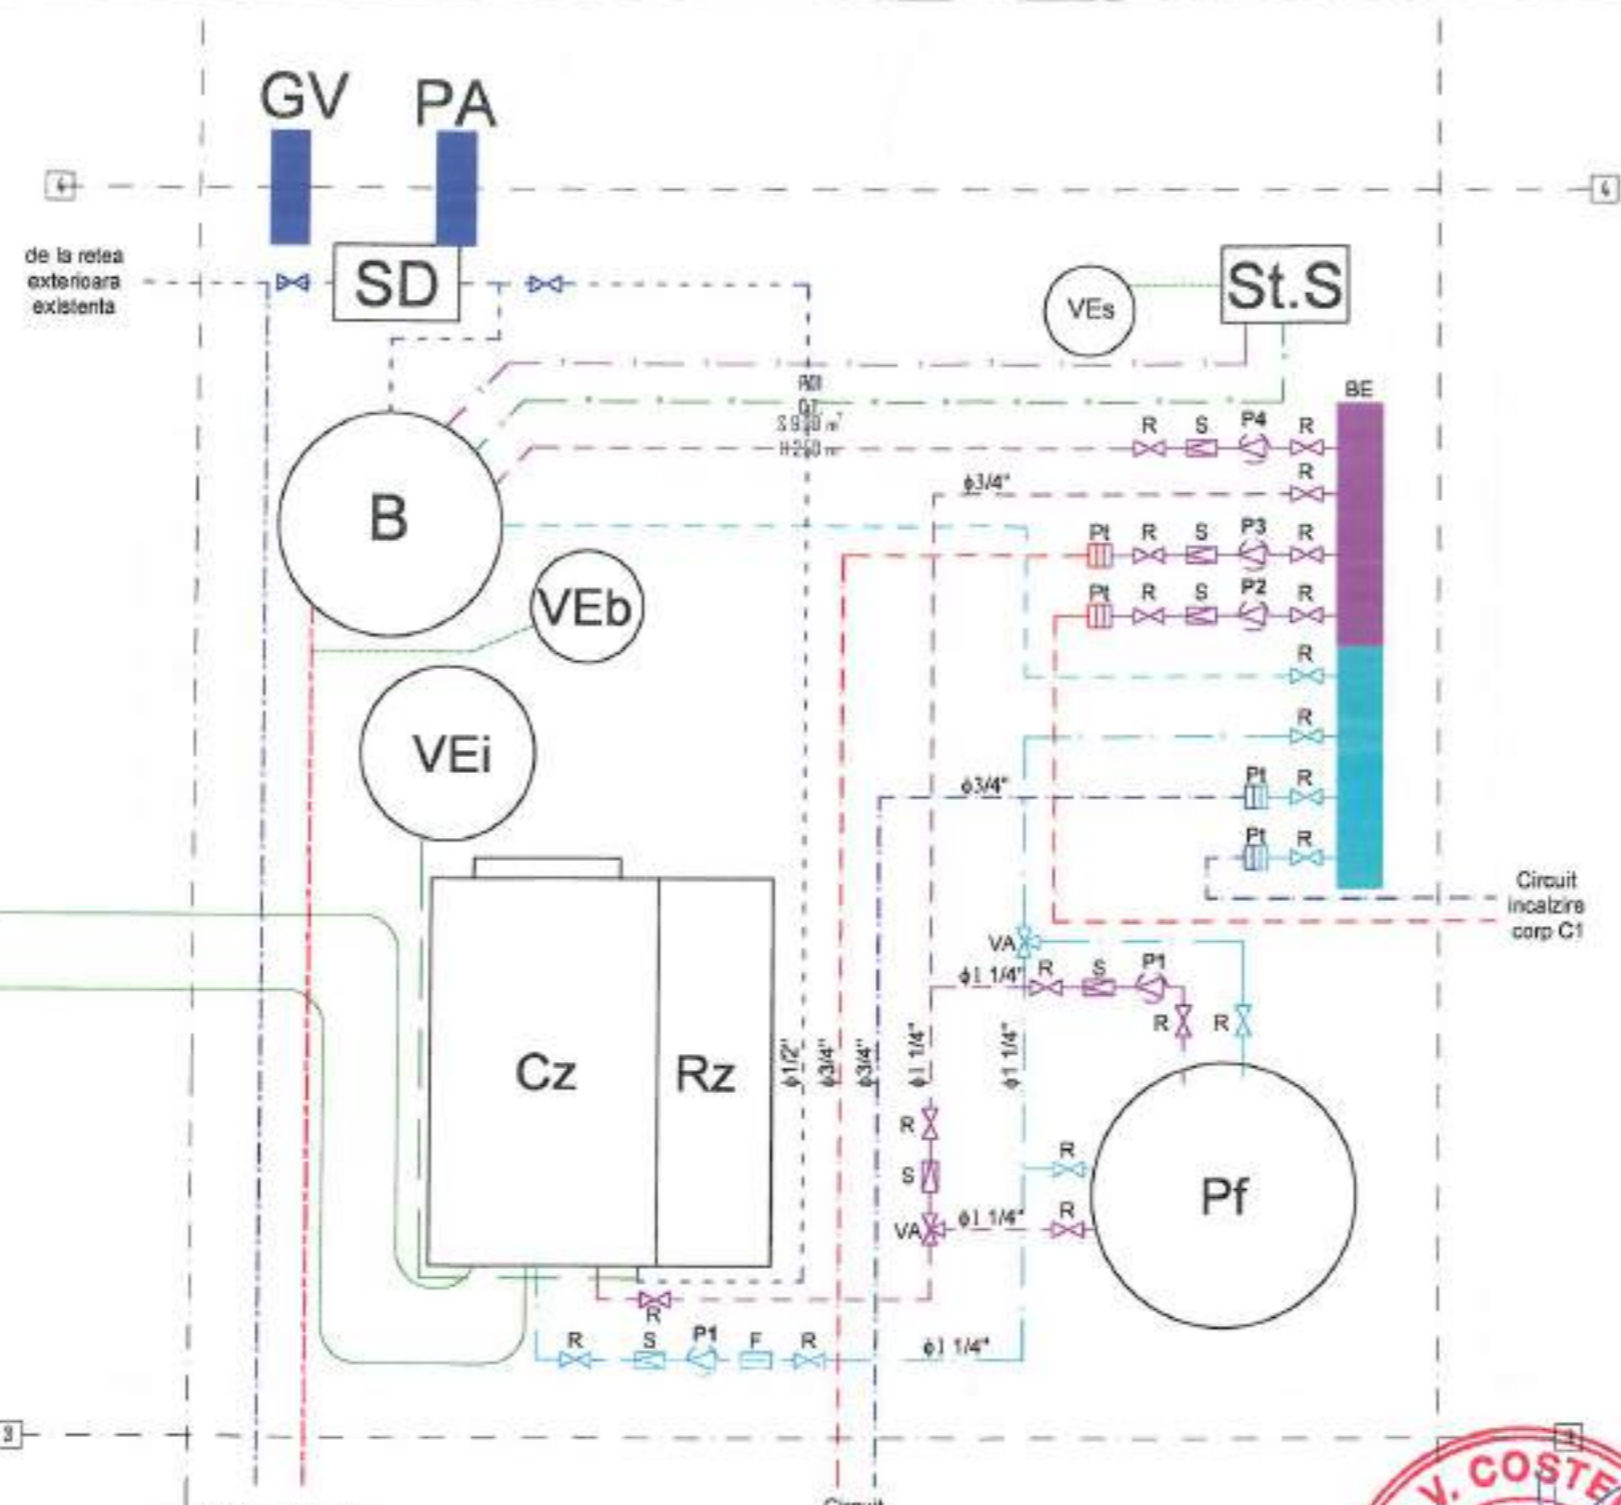 GV PA
4 4
de la retea
exterioara
existenta
SD
VEs
St.S
BE
R S P4 R
ϕ3/4" R
B
Pt R S P3 R
Pt R S P2 R
VEb
R
VEi
R
ϕ3/4" Pt R
Pt R
Circuit
incalzire
corp C1
VA
ϕ1 1/4" R S P1
R R
Cz Rz
ϕ1/2" ϕ3/4" ϕ3/4" ϕ1 1/4" ϕ1 1/4"
R
R
S
Pf
VA ϕ1 1/4" R
R
R S P1 F R ϕ1 1/4"
3
V. COSTE
Circuit